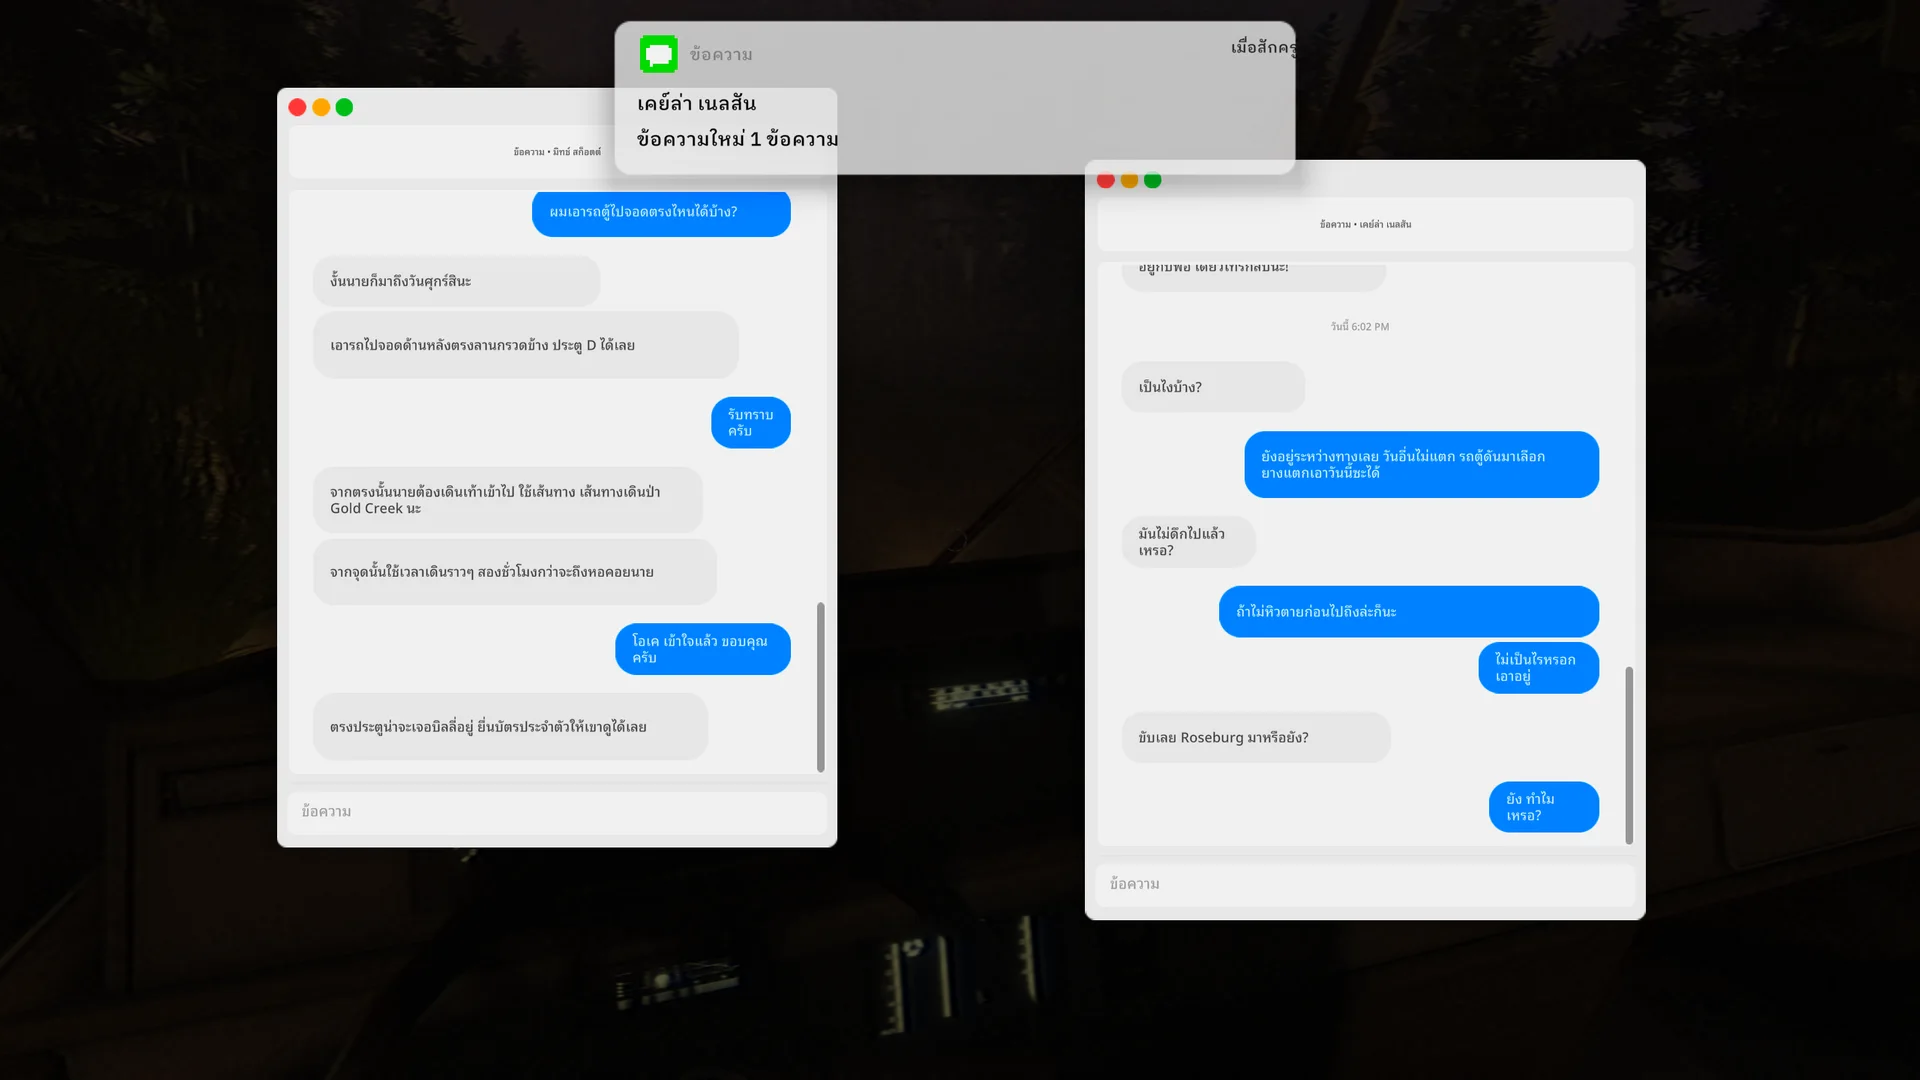 ข้อความ
เมื่อสักครู่
เคย์ล่า เนลสัน
ข้อความใหม่ 1 ข้อความ
ข้อความ • มิทช์ สก็อตต์
ผมเอารถตู้ไปจอดตรงไหนได้บ้าง?
งั้นนายก็มาถึงวันศุกร์สินะ
เอารถไปจอดด้านหลังตรงลานกรวดข้าง ประตู D ได้เลย
รับทราบ
ครับ
จากตรงนั้นนายต้องเดินเท้าเข้าไป ใช้เส้นทาง เส้นทางเดินป่า
Gold Creek นะ
จากจุดนั้นใช้เวลาเดินราวๆ สองชั่วโมงกว่าจะถึงหอคอยนาย
โอเค เข้าใจแล้ว ขอบคุณ
ครับ
ตรงประตูน่าจะเจอบิลลี่อยู่ ยื่นบัตรประจำตัวให้เขาดูได้เลย
ข้อความ
ข้อความ • เคย์ล่า เนลสัน
อยู่กับพ่อ เดี๋ยวโทรกลับนะ!
วันนี้ 6:02 PM
เป็นไงบ้าง?
ยังอยู่ระหว่างทางเลย วันอื่นไม่แตก รถตู้ดันมาเลือก
ยางแตกเอาวันนี้ซะได้
มันไม่ดึกไปแล้ว
เหรอ?
ถ้าไม่หิวตายก่อนไปถึงล่ะก็นะ
ไม่เป็นไรหรอก
เอาอยู่
ขับเลย Roseburg มาหรือยัง?
ยัง ทำไม
เหรอ?
ข้อความ